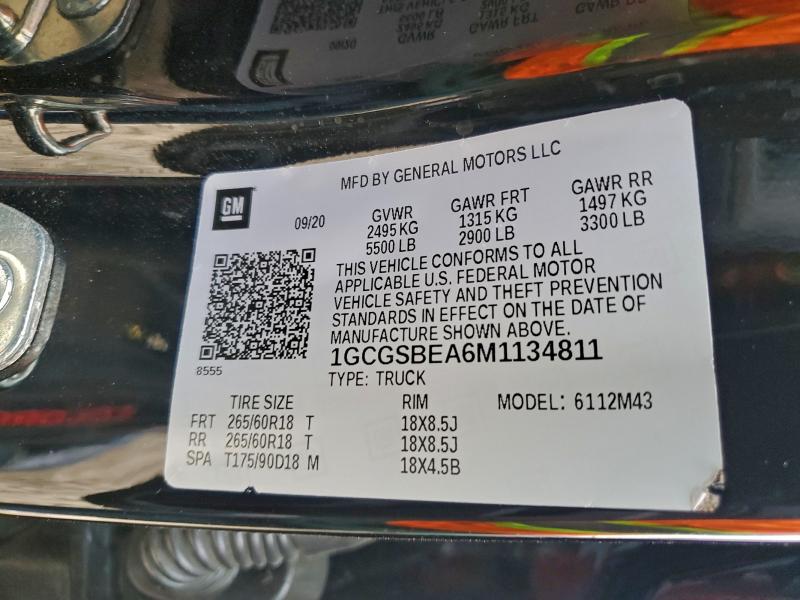 MFD BY GENERAL MOTORS LLC
GM
09/20
GVWR GAWR FRT GAWR RR
2495 KG 1315 KG 1497 KG
5500 LB 2900 LB 3300 LB
THIS VEHICLE CONFORMS TO ALL
APPLICABLE U.S. FEDERAL MOTOR
VEHICLE SAFETY AND THEFT PREVENTION
STANDARDS IN EFFECT ON THE DATE OF
MANUFACTURE SHOWN ABOVE.
1GCGSBEA6M1134811
8555
TYPE: TRUCK
TIRE SIZE RIM MODEL: 6112M43
FRT 265/60R18 T 18X8.5J
RR 265/60R18 T 18X8.5J
SPA T175/90D18 M 18X4.5B